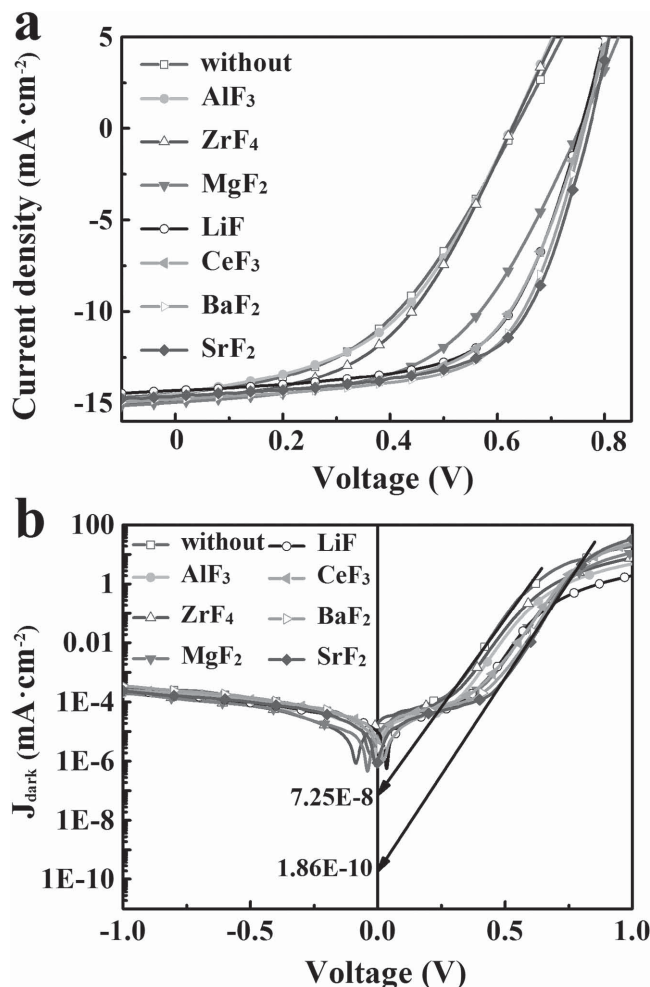 a
Current density (mA·cm⁻²)
5
0
-5
-10
-15
without
AlF₃
ZrF₄
MgF₂
LiF
CeF₃
BaF₂
SrF₂
0 0.2 0.4 0.6 0.8
Voltage (V)
b
J_dark (mA·cm⁻²)
100
1
0.01
1E-4
1E-6
1E-8
1E-10
without LiF
AlF₃ CeF₃
ZrF₄ BaF₂
MgF₂ SrF₂
7.25E-8
1.86E-10
-1.0 -0.5 0.0 0.5 1.0
Voltage (V)